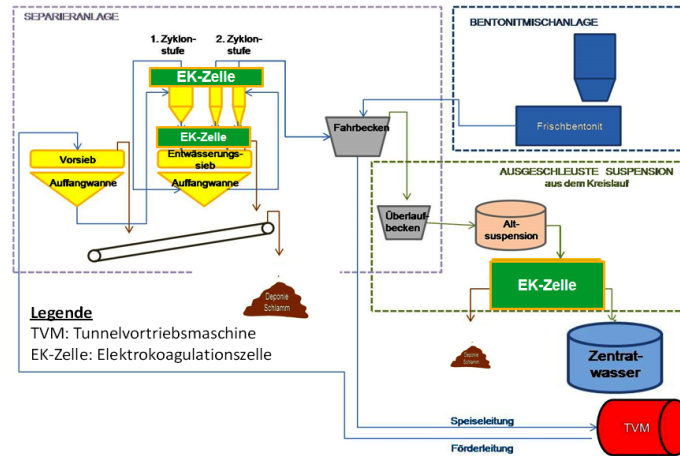 SEPARIERANLAGE
BENTONITMISCHANLAGE
1. Zyklon-
stufe
2. Zyklon-
stufe
EK-Zelle
EK-Zelle
Vorsieb
Entwässerungs-
sieb
Auffangwanne
Auffangwanne
Fahrbecken
Frischbentonit
AUSGESCHLEUSTE SUSPENSION
aus dem Kreislauf
Überlauf-
becken
Alt-
suspension
EK-Zelle
Deponie
Schlamm
Deponie
Schlamm
Zentrat-
wasser
Legende
TVM: Tunnelvortriebsmaschine
EK-Zelle: Elektrokoagulationszelle
Speiseleitung
TVM
Förderleitung